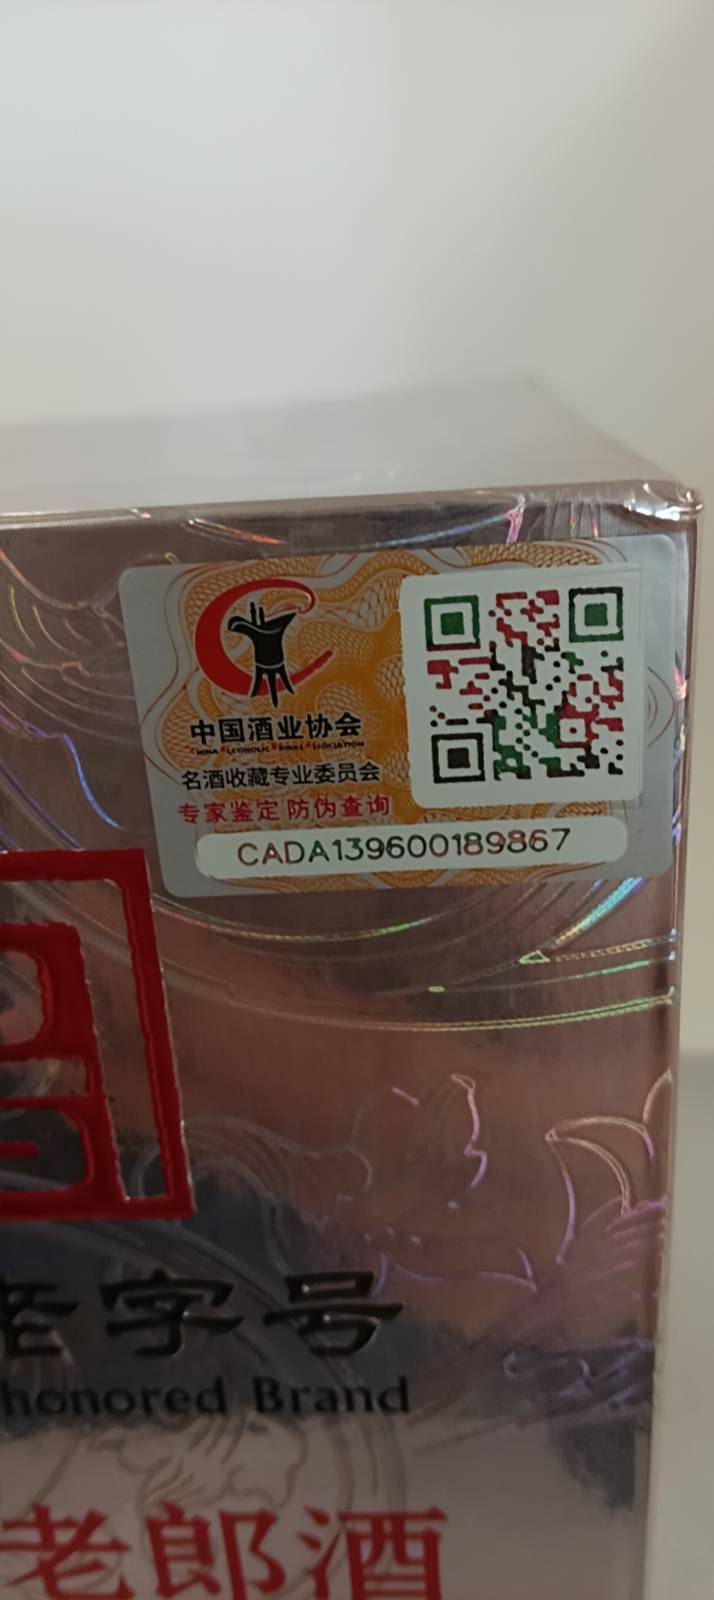 中国酒业协会
CHINA ALCOHOLIC DRINKS ASSOCIATION
名酒收藏专业委员会
专家鉴定 防伪查询
CADA139600189867
老字号
honored Brand
老郎酒